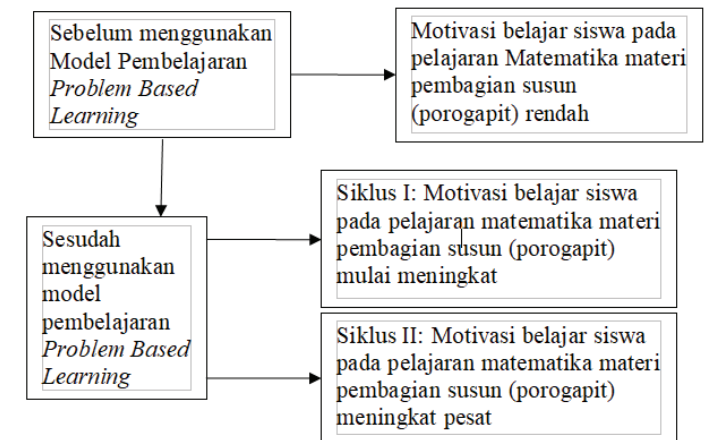 Sebelum menggunakan
Model Pembelajaran
Problem Based
Learning
Motivasi belajar siswa pada
pelajaran Matematika materi
pembagian susun
(porogapit) rendah
Sesudah
menggunakan
model
pembelajaran
Problem Based
Learning
Siklus I: Motivasi belajar siswa
pada pelajaran matematika materi
pembagian susun (porogapit)
mulai meningkat
Siklus II: Motivasi belajar siswa
pada pelajaran matematika materi
pembagian susun (porogapit)
meningkat pesat